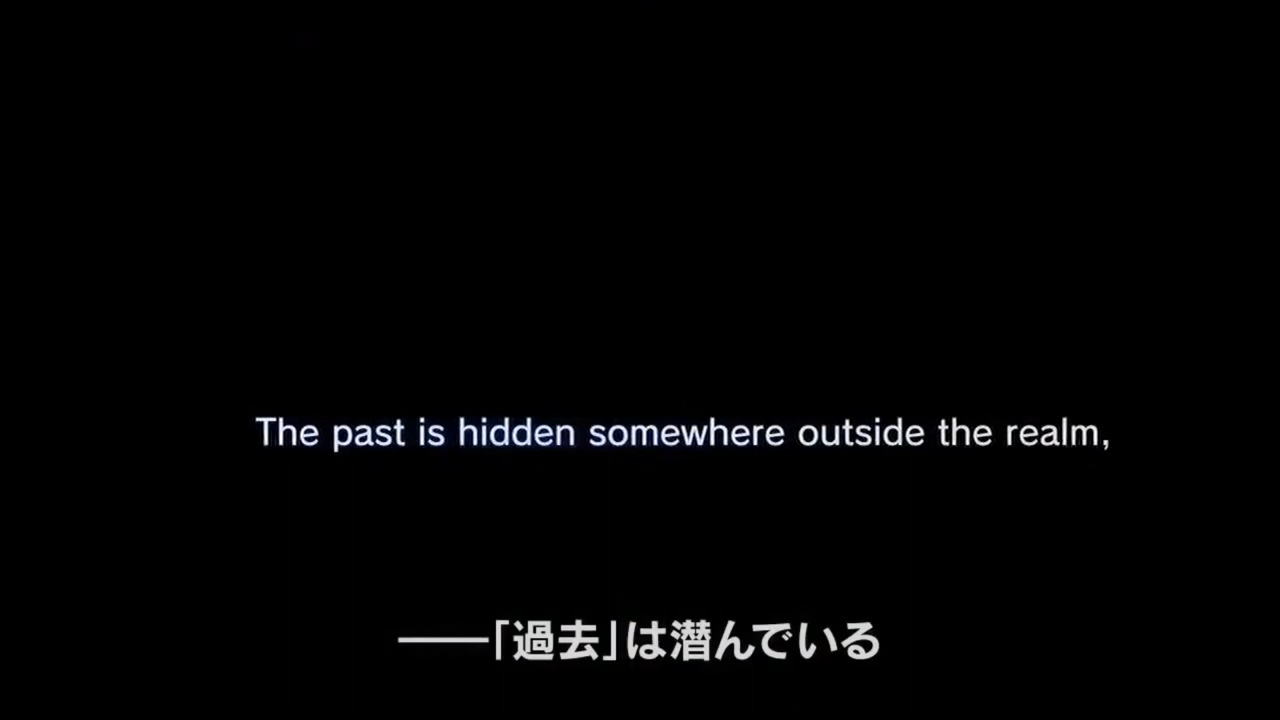 The past is hidden somewhere outside the realm,
――「過去」は潜んでいる